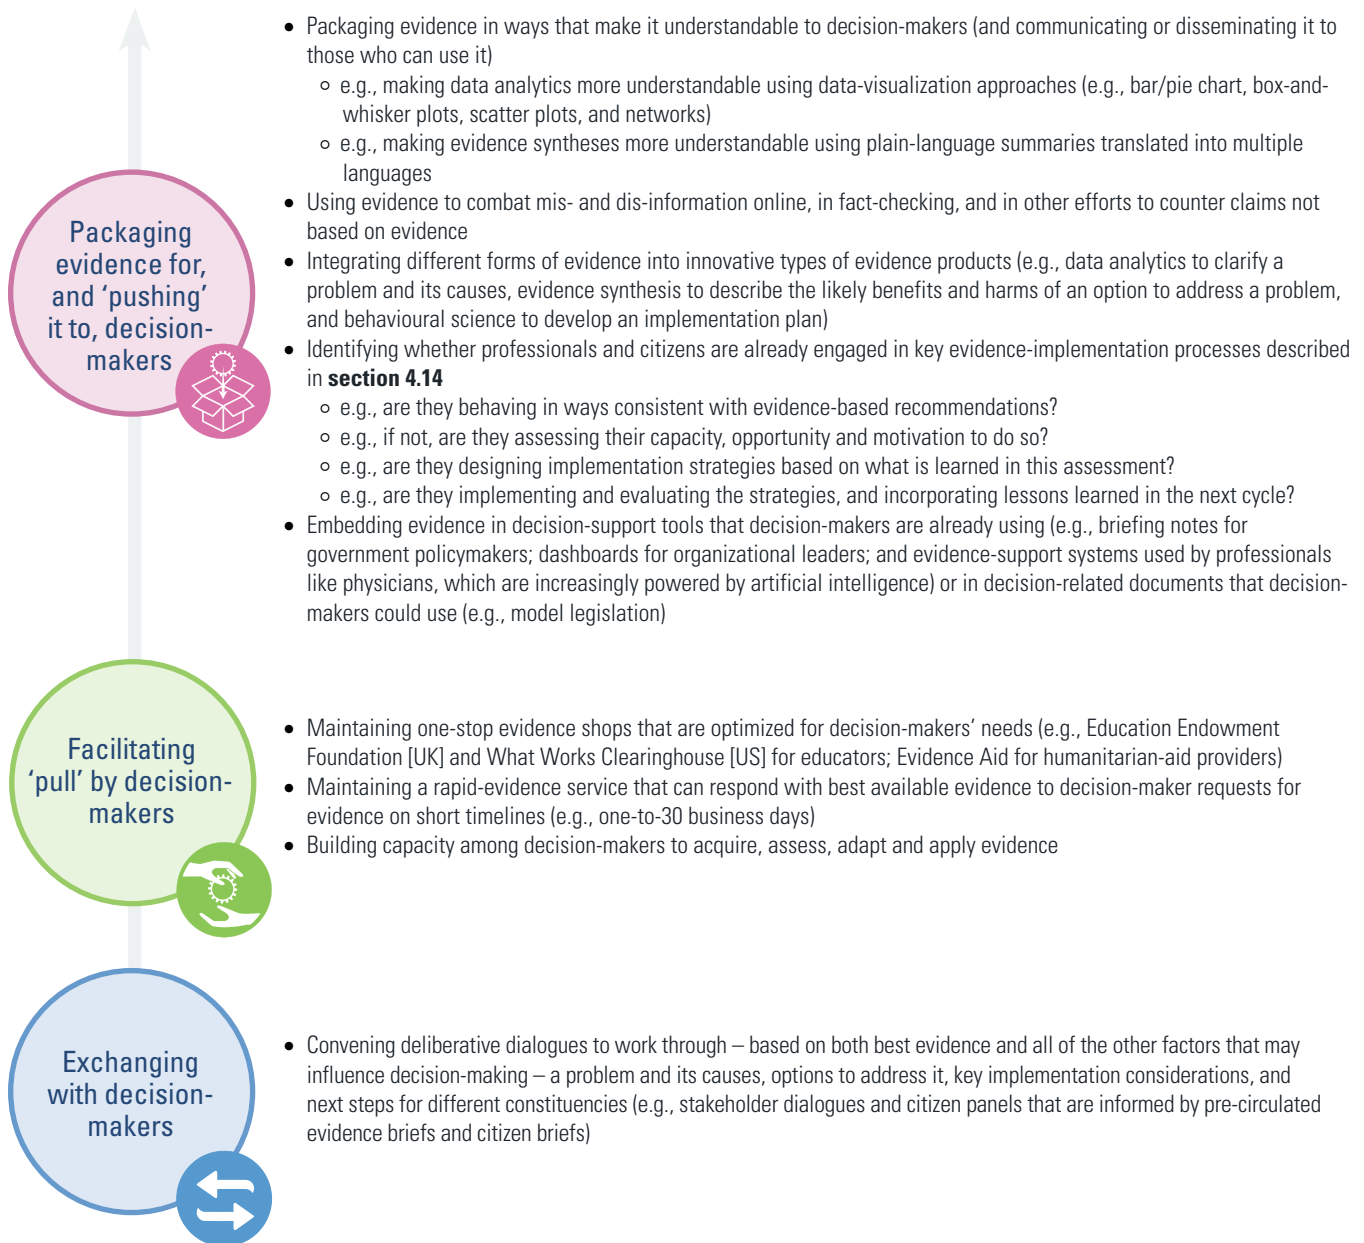 Packaging
evidence for,
and ‘pushing’
it to, decision-
makers
• Packaging evidence in ways that make it understandable to decision-makers (and communicating or disseminating it to
those who can use it)
○ e.g., making data analytics more understandable using data-visualization approaches (e.g., bar/pie chart, box-and-
whisker plots, scatter plots, and networks)
○ e.g., making evidence syntheses more understandable using plain-language summaries translated into multiple
languages
• Using evidence to combat mis- and dis-information online, in fact-checking, and in other efforts to counter claims not
based on evidence
• Integrating different forms of evidence into innovative types of evidence products (e.g., data analytics to clarify a
problem and its causes, evidence synthesis to describe the likely benefits and harms of an option to address a problem,
and behavioural science to develop an implementation plan)
• Identifying whether professionals and citizens are already engaged in key evidence-implementation processes described
in section 4.14
○ e.g., are they behaving in ways consistent with evidence-based recommendations?
○ e.g., if not, are they assessing their capacity, opportunity and motivation to do so?
○ e.g., are they designing implementation strategies based on what is learned in this assessment?
○ e.g., are they implementing and evaluating the strategies, and incorporating lessons learned in the next cycle?
• Embedding evidence in decision-support tools that decision-makers are already using (e.g., briefing notes for
government policymakers; dashboards for organizational leaders; and evidence-support systems used by professionals
like physicians, which are increasingly powered by artificial intelligence) or in decision-related documents that decision-
makers could use (e.g., model legislation)
Facilitating
‘pull’ by decision-
makers
• Maintaining one-stop evidence shops that are optimized for decision-makers’ needs (e.g., Education Endowment
Foundation [UK] and What Works Clearinghouse [US] for educators; Evidence Aid for humanitarian-aid providers)
• Maintaining a rapid-evidence service that can respond with best available evidence to decision-maker requests for
evidence on short timelines (e.g., one-to-30 business days)
• Building capacity among decision-makers to acquire, assess, adapt and apply evidence
Exchanging
with decision-
makers
• Convening deliberative dialogues to work through – based on both best evidence and all of the other factors that may
influence decision-making – a problem and its causes, options to address it, key implementation considerations, and
next steps for different constituencies (e.g., stakeholder dialogues and citizen panels that are informed by pre-circulated
evidence briefs and citizen briefs)